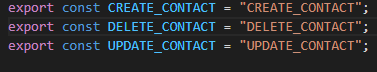 export const CREATE_CONTACT = "CREATE_CONTACT";
export const DELETE_CONTACT = "DELETE_CONTACT";
export const UPDATE_CONTACT = "UPDATE_CONTACT";